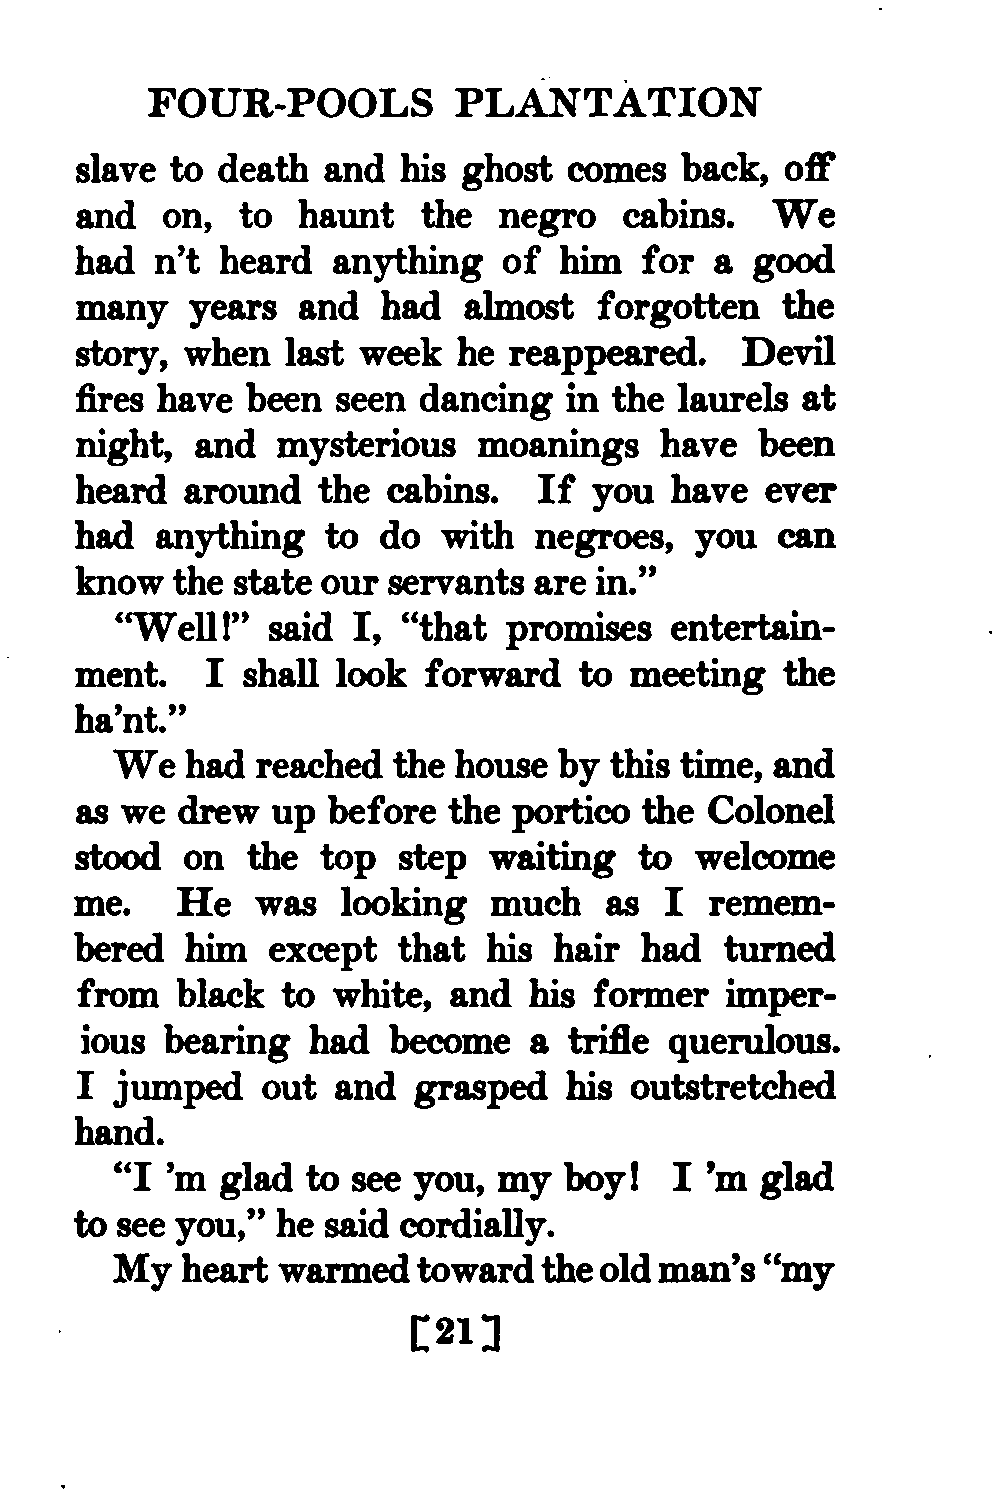 FOUR-POOLS PLANTATION
slave to death and his ghost comes back, off
and on, to haunt the negro cabins. We
had n't heard anything of him for a good
many years and had almost forgotten the
story, when last week he reappeared. Devil
fires have been seen dancing in the laurels at
night, and mysterious moanings have been
heard around the cabins. If you have ever
had anything to do with negroes, you can
know the state our servants are in.”
“Well!” said I, “that promises entertain-
ment. I shall look forward to meeting the
ha'nt.”
We had reached the house by this time, and
as we drew up before the portico the Colonel
stood on the top step waiting to welcome
me. He was looking much as I remem-
bered him except that his hair had turned
from black to white, and his former imper-
ious bearing had become a trifle querulous.
I jumped out and grasped his outstretched
hand.
“I 'm glad to see you, my boy! I 'm glad
to see you,” he said cordially.
My heart warmed toward the old man's “my
[21]